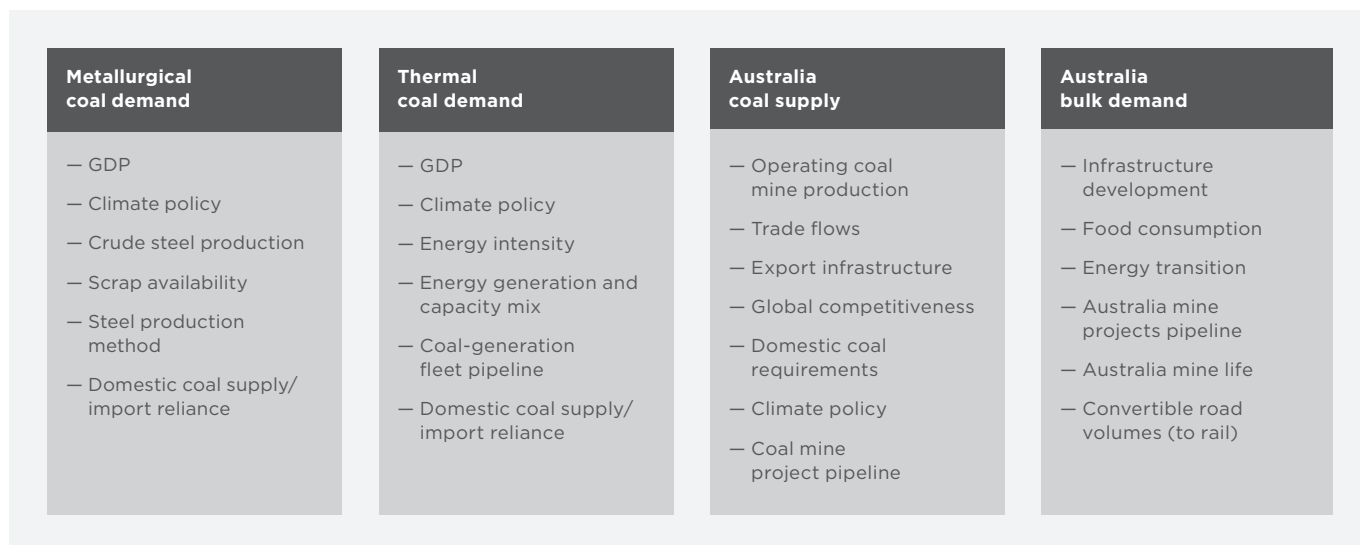 Metallurgical
coal demand
— GDP
— Climate policy
— Crude steel production
— Scrap availability
— Steel production
method
— Domestic coal supply/
import reliance
Thermal
coal demand
— GDP
— Climate policy
— Energy intensity
— Energy generation and
capacity mix
— Coal-generation
fleet pipeline
— Domestic coal supply/
import reliance
Australia
coal supply
— Operating coal
mine production
— Trade flows
— Export infrastructure
— Global competitiveness
— Domestic coal
requirements
— Climate policy
— Coal mine
project pipeline
Australia
bulk demand
— Infrastructure
development
— Food consumption
— Energy transition
— Australia mine
projects pipeline
— Australia mine life
— Convertible road
volumes (to rail)